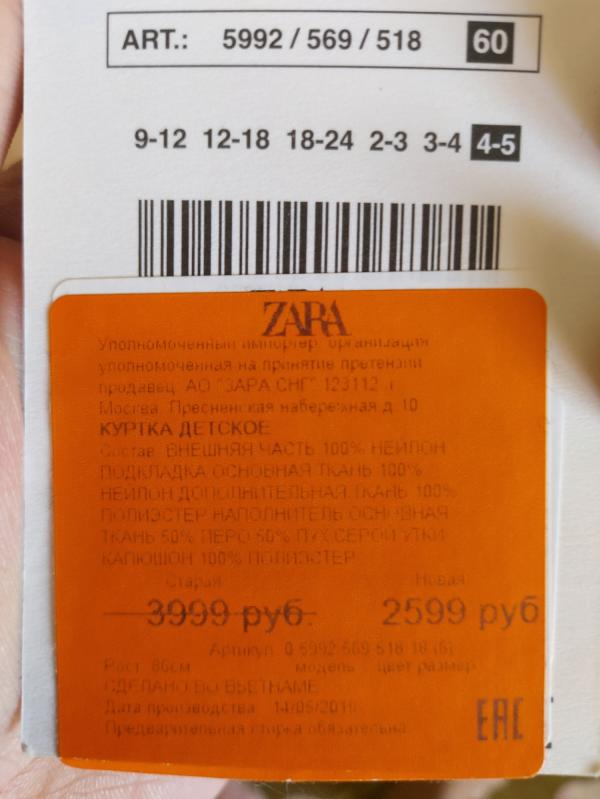 ART.: 5992 / 569 / 518 60
9-12 12-18 18-24 2-3 3-4 4-5
ZARA
Уполномоченный импортер, организация
уполномоченная на принятие претензии
продавец: АО "ЗАРА СНГ" 123112 г
Москва. Пресненская набережная д.10
КУРТКА ДЕТСКОЕ
Состав: ВНЕШНЯЯ ЧАСТЬ 100% НЕЙЛОН
ПОДКЛАДКА ОСНОВНАЯ ТКАНЬ 100%
НЕЙЛОН ДОПОЛНИТЕЛЬНАЯ ТКАНЬ 100%
ПОЛИЭСТЕР НАПОЛНИТЕЛЬ ОСНОВНАЯ
ТКАНЬ 50% ПЕРО 50% ПУХ СЕРОЙ УТКИ
КАПЮШОН 100% ПОЛИЭСТЕР
Старая Новая
3999 руб. 2599 руб
Артикул: 0 5992 569 518 18 (6)
Рост: 86см модель цвет размер
СДЕЛАНО ВО ВЬЕТНАМЕ
Дата производства: 14/05/2019
Предварительная стирка обязательна
EAC